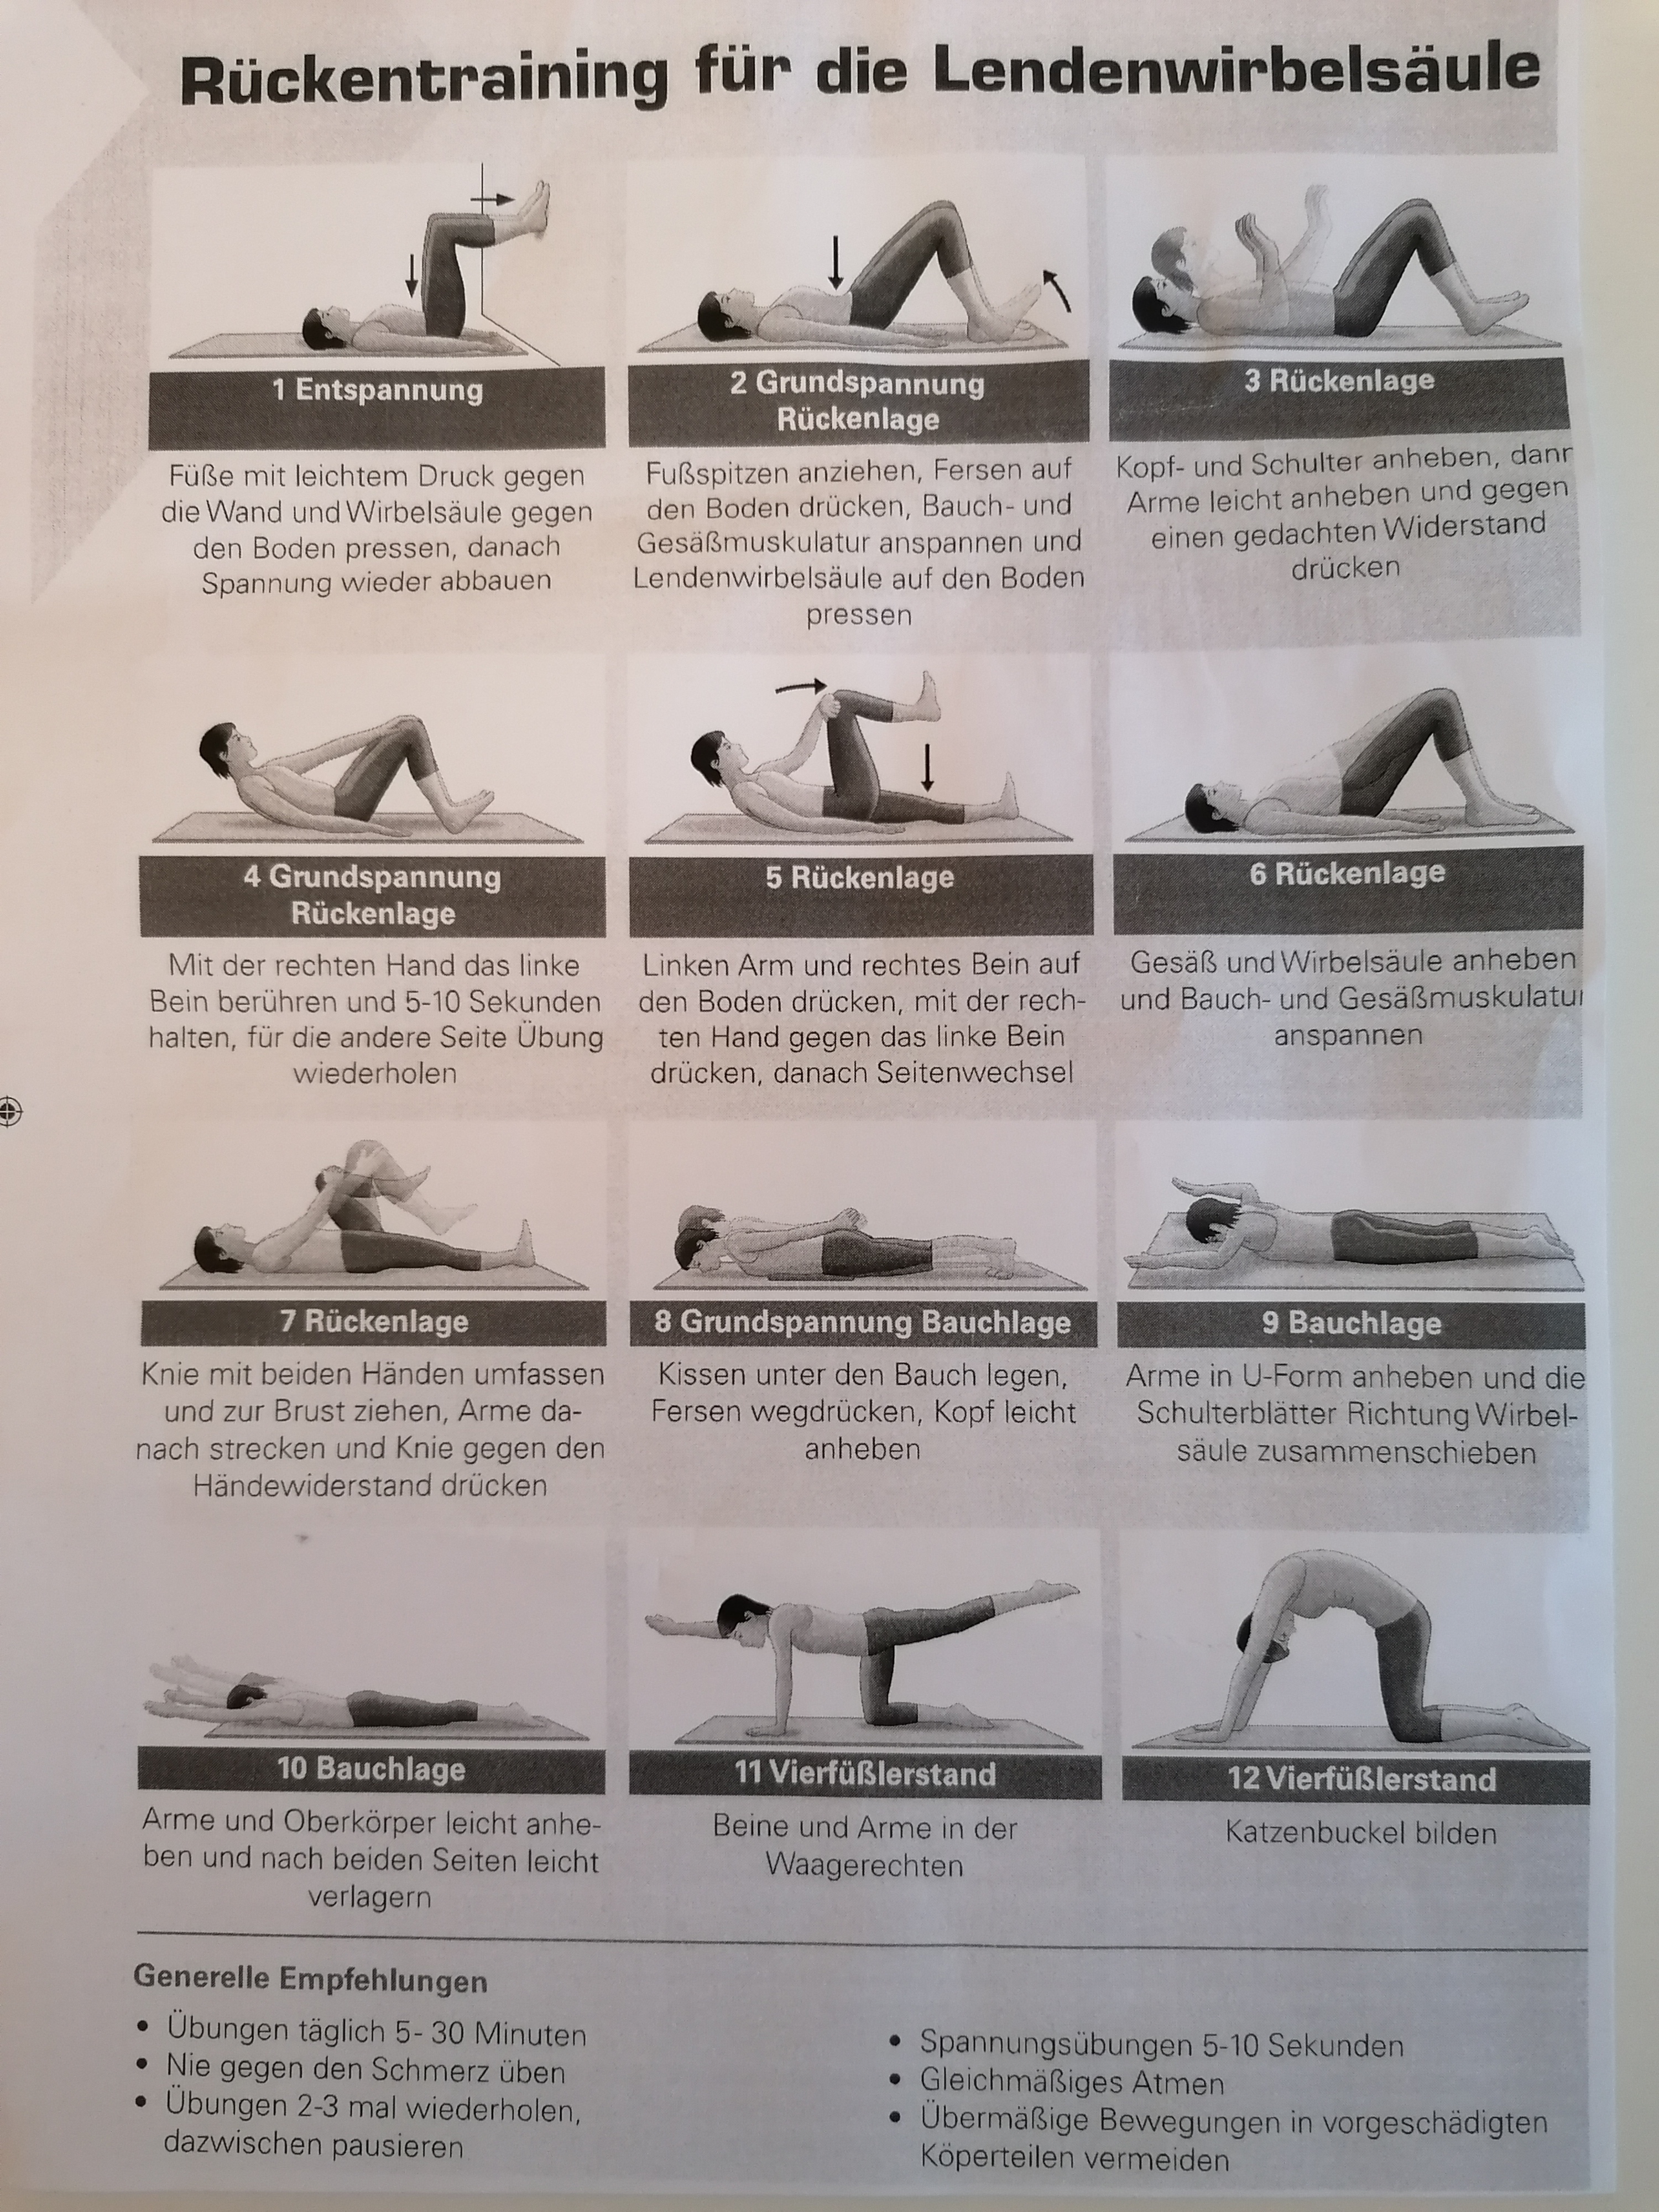 Rückentraining für die Lendenwirbelsäule
1 Entspannung
Füße mit leichtem Druck gegen
die Wand und Wirbelsäule gegen
den Boden pressen, danach
Spannung wieder abbauen
2 Grundspannung
Rückenlage
Fußspitzen anziehen, Fersen auf
den Boden drücken, Bauch- und
Gesäßmuskulatur anspannen und
Lendenwirbelsäule auf den Boden
pressen
3 Rückenlage
Kopf- und Schulter anheben, dann
Arme leicht anheben und gegen
einen gedachten Widerstand
drücken
4 Grundspannung
Rückenlage
Mit der rechten Hand das linke
Bein berühren und 5-10 Sekunden
halten, für die andere Seite Übung
wiederholen
5 Rückenlage
Linken Arm und rechtes Bein auf
den Boden drücken, mit der rech-
ten Hand gegen das linke Bein
drücken, danach Seitenwechsel
6 Rückenlage
Gesäß und Wirbelsäule anheben
und Bauch- und Gesäßmuskulatur
anspannen
7 Rückenlage
Knie mit beiden Händen umfassen
und zur Brust ziehen, Arme da-
nach strecken und Knie gegen den
Händewiderstand drücken
8 Grundspannung Bauchlage
Kissen unter den Bauch legen,
Fersen wegdrücken, Kopf leicht
anheben
9 Bauchlage
Arme in U-Form anheben und die
Schulterblätter Richtung Wirbel-
säule zusammenschieben
10 Bauchlage
Arme und Oberkörper leicht anhe-
ben und nach beiden Seiten leicht
verlagern
11 Vierfüßlerstand
Beine und Arme in der
Waagerechten
12 Vierfüßlerstand
Katzenbuckel bilden
Generelle Empfehlungen
• Übungen täglich 5- 30 Minuten
• Nie gegen den Schmerz üben
• Übungen 2-3 mal wiederholen,
dazwischen pausieren
• Spannungsübungen 5-10 Sekunden
• Gleichmäßiges Atmen
• Übermäßige Bewegungen in vorgeschädigten
Köperteilen vermeiden